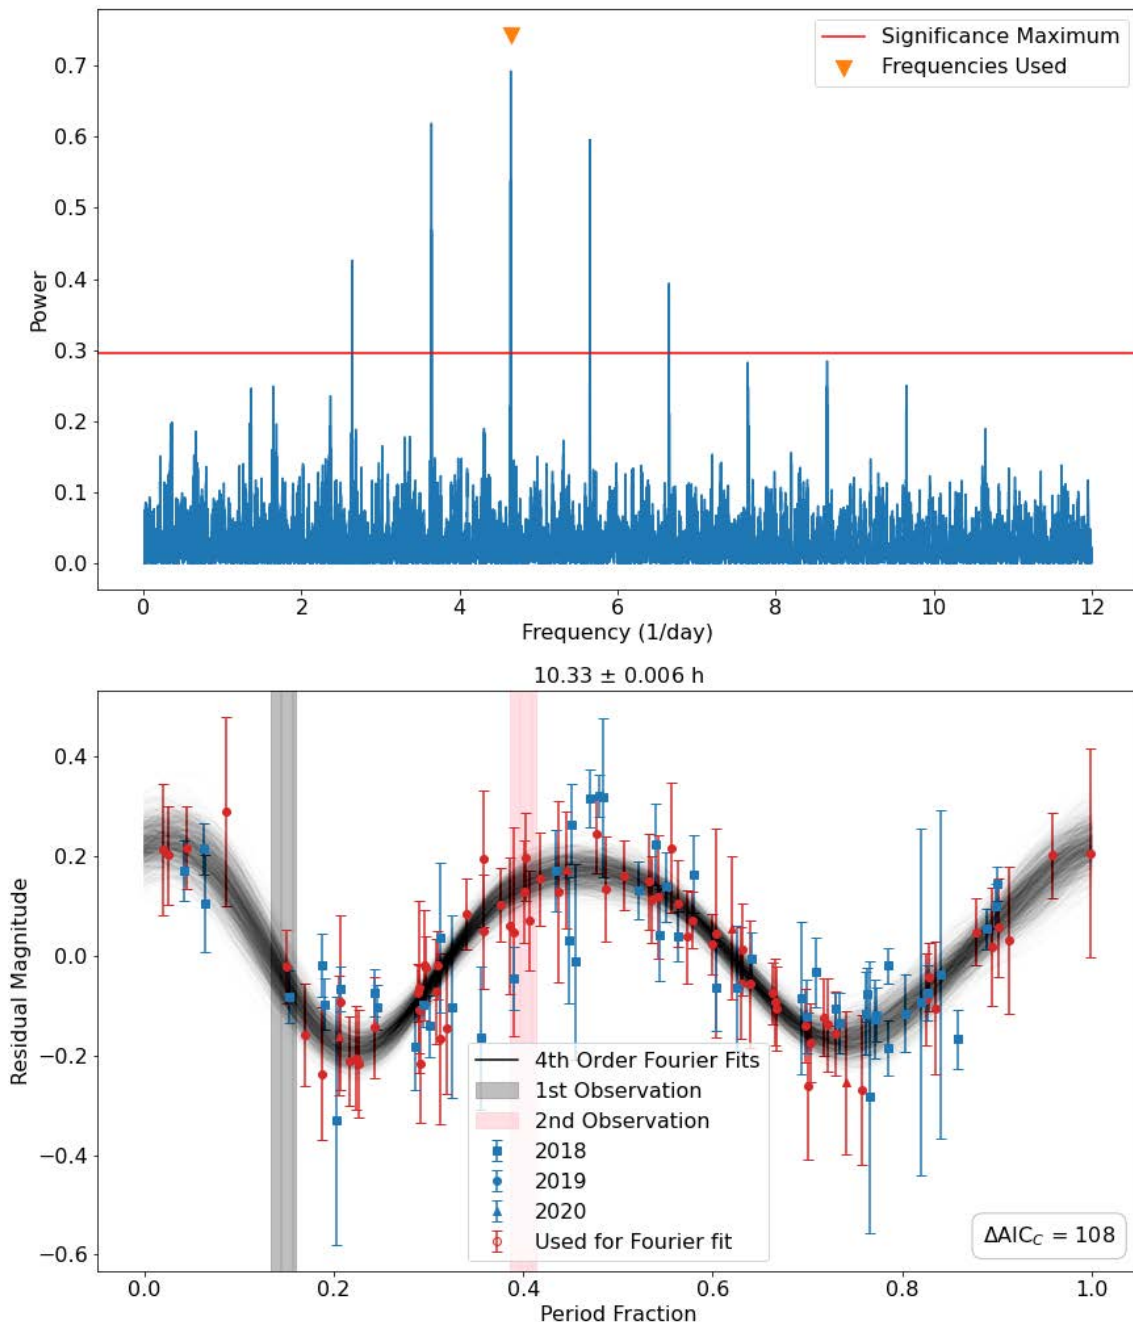 Significance Maximum
Frequencies Used
Power
0.7
0.6
0.5
0.4
0.3
0.2
0.1
0.0
0 2 4 6 8 10 12
Frequency (1/day)
10.33 ± 0.006 h
Residual Magnitude
0.4
0.2
0.0
−0.2
−0.4
−0.6
4th Order Fourier Fits
1st Observation
2nd Observation
2018
2019
2020
Used for Fourier fit
ΔAIC_C = 108
0.0 0.2 0.4 0.6 0.8 1.0
Period Fraction